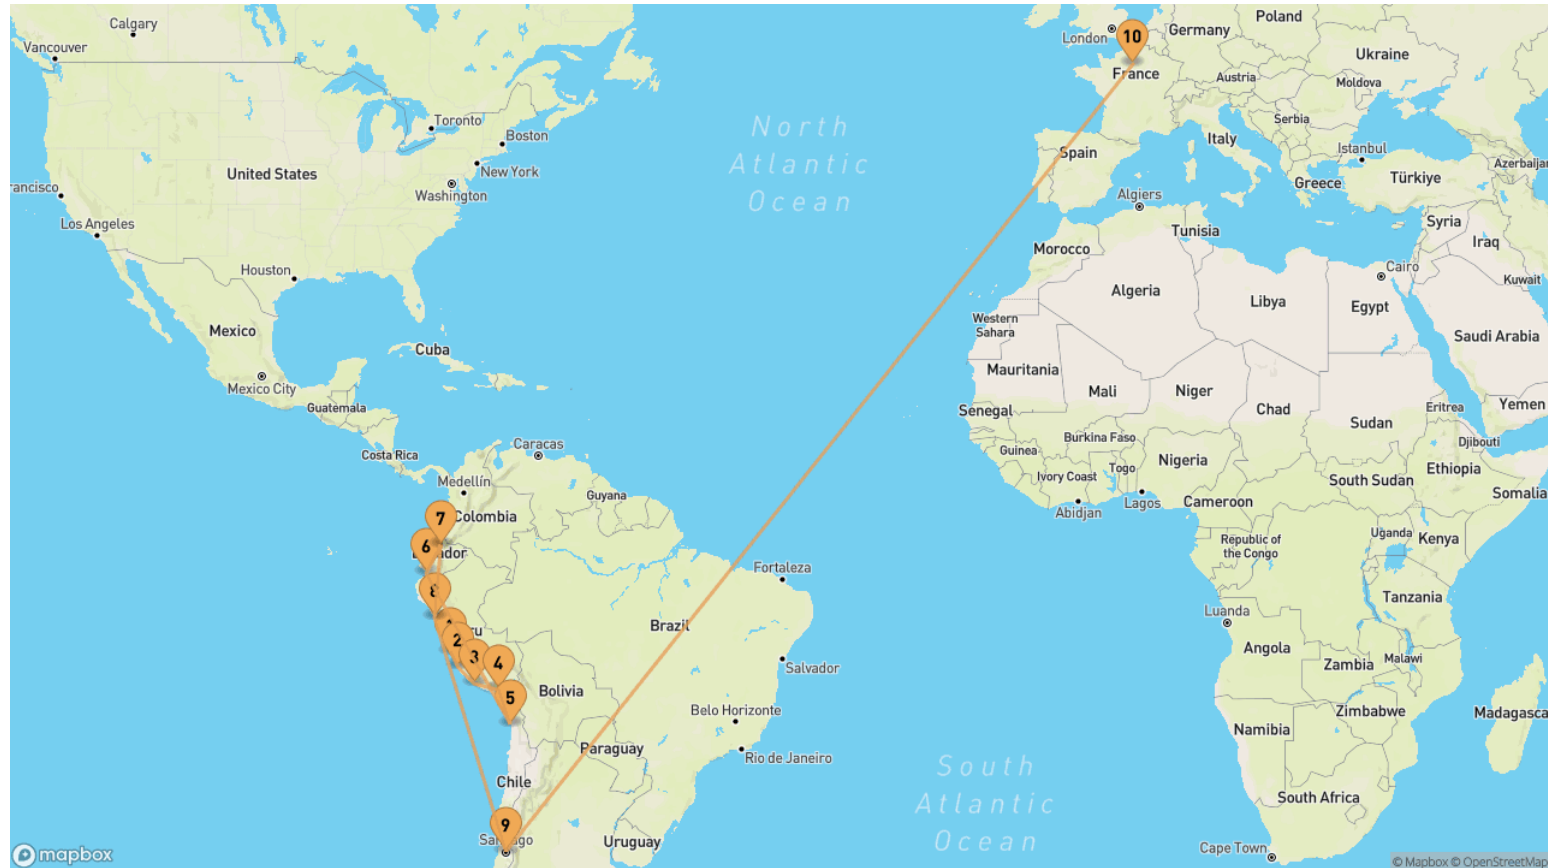 Calgary
Vancouver
Toronto
Boston
New York
United States
Washington
rancisco
Los Angeles
Houston
Mexico
Mexico City
Cuba
Guatemala
Costa Rica
Caracas
Medellín
Colombia
Guyana
7
6
8
1
2
3
4
5
Bolivia
Brazil
Fortaleza
Salvador
Belo Horizonte
Rio de Janeiro
Paraguay
Chile
9
Uruguay
North
Atlantic
Ocean
South
Atlantic
Ocean
10
London
Germany
Poland
Ukraine
France
Austria
Moldova
Serbia
Italy
Spain
Istanbul
Azerbaijan
Greece
Türkiye
Algiers
Tunisia
Syria
Iraq
Morocco
Cairo
Kuwait
Algeria
Libya
Egypt
Western
Sahara
Saudi Arabia
Mauritania
Mali
Niger
Chad
Sudan
Eritrea
Yemen
Senegal
Burkina Faso
Djibouti
Guinea
Nigeria
Ethiopia
Ivory Coast
Togo
South Sudan
Somalia
Abidjan
Lagos
Cameroon
Uganda
Kenya
Republic of
the Congo
Tanzania
Luanda
Angola
Zambia
Malawi
Zimbabwe
Madagasca
Namibia
South Africa
Cape Town
mapbox
© Mapbox © OpenStreetMap